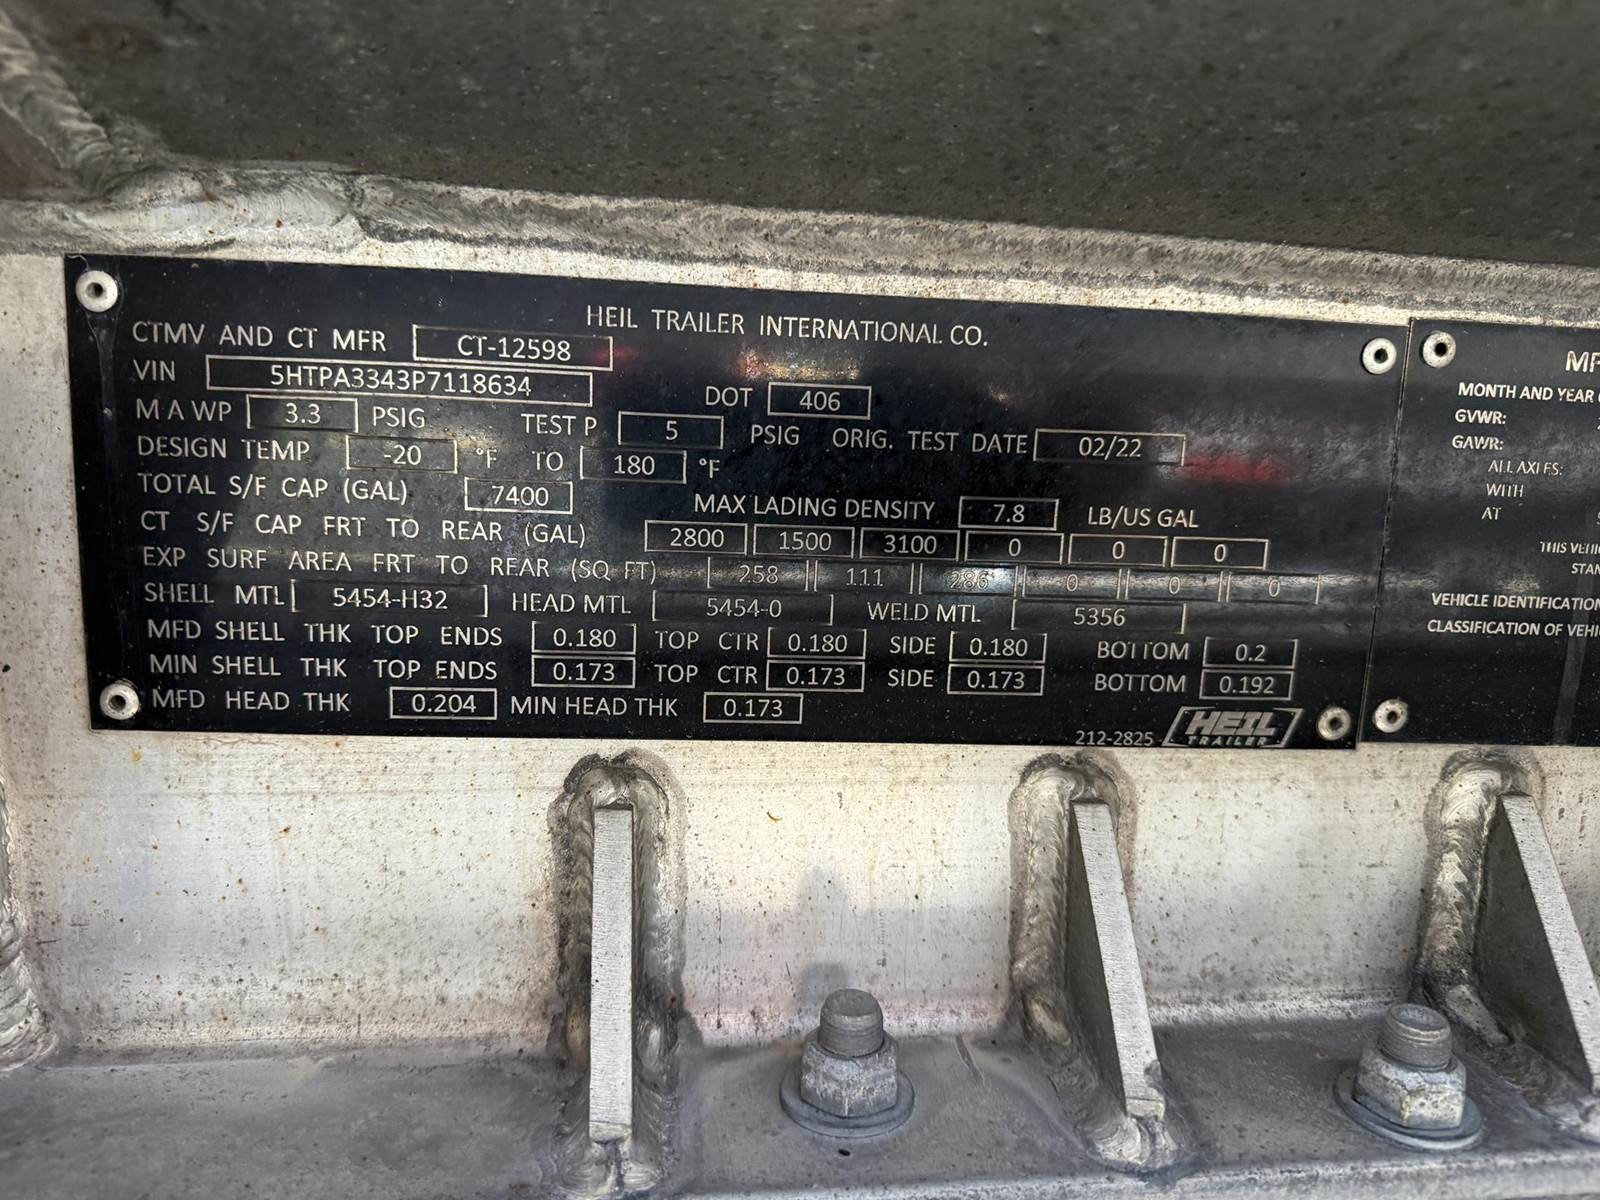 HEIL TRAILER INTERNATIONAL CO.
CTMV AND CT MFR CT-12598
VIN 5HTPA3343P7118634
DOT 406
M A W P 3.3 PSIG TEST P 5 PSIG ORIG. TEST DATE 02/22
DESIGN TEMP -20 °F TO 180 °F
TOTAL S/F CAP (GAL) 7400 MAX LADING DENSITY 7.8 LB/US GAL
CT S/F CAP FRT TO REAR (GAL) 2800 1500 3100 0 0 0
EXP SURF AREA FRT TO REAR (SQ FT) 258 111 286 0 0 0
SHELL MTL 5454-H32 HEAD MTL 5454-0 WELD MTL 5356
MFD SHELL THK TOP ENDS 0.180 TOP CTR 0.180 SIDE 0.180 BOTTOM 0.2
MIN SHELL THK TOP ENDS 0.173 TOP CTR 0.173 SIDE 0.173 BOTTOM 0.192
MFD HEAD THK 0.204 MIN HEAD THK 0.173
212-2825 HEIL TRAILER
MONTH AND YEAR
GVWR:
GAWR:
ALL AXLES:
WITH
AT
THIS
VEHICLE IDENTIFICATION
CLASSIFICATION OF